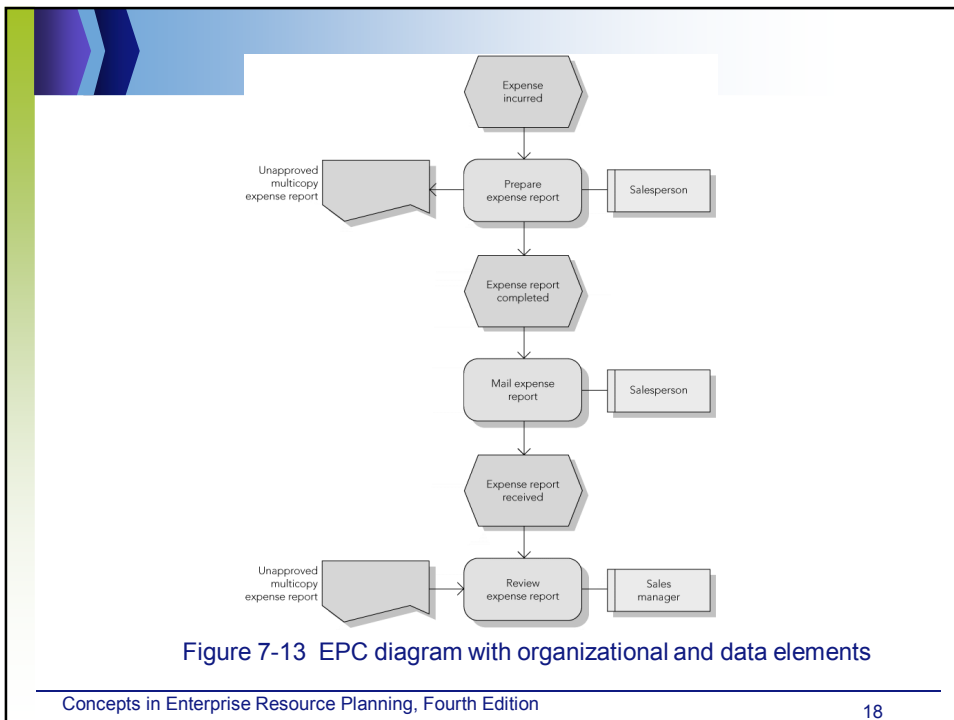 Expense
incurred
Unapproved
multicopy
expense report
Prepare
expense report
Salesperson
Expense report
completed
Mail expense
report
Salesperson
Expense report
received
Unapproved
multicopy
expense report
Review
expense report
Sales
manager
Figure 7-13 EPC diagram with organizational and data elements
Concepts in Enterprise Resource Planning, Fourth Edition
18